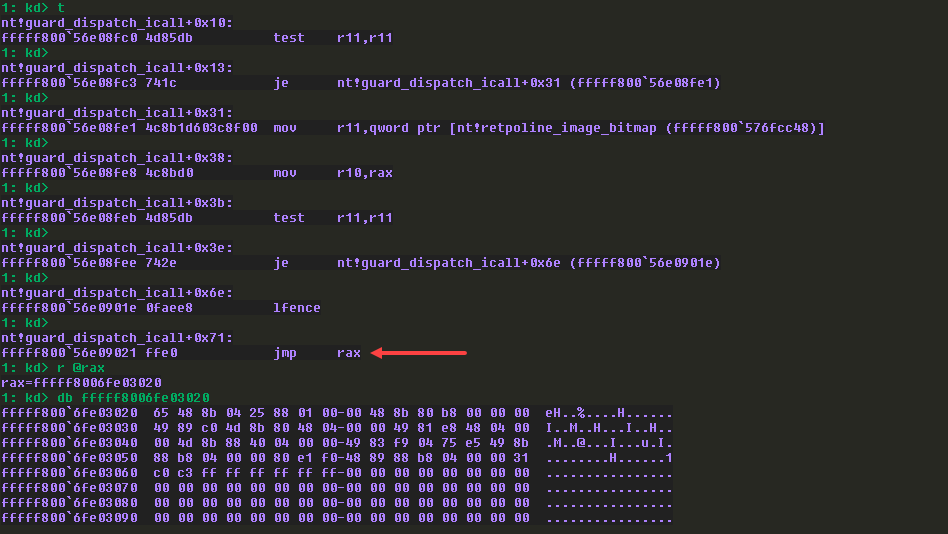 1: kd> t
nt!guard_dispatch_icall+0x10:
fffff800`56e08fc0 4d85db          test    r11,r11
1: kd>
nt!guard_dispatch_icall+0x13:
fffff800`56e08fc3 741c            je      nt!guard_dispatch_icall+0x31 (fffff800`56e08fe1)
1: kd>
nt!guard_dispatch_icall+0x31:
fffff800`56e08fe1 4c8b1d603c8f00  mov     r11,qword ptr [nt!retpoline_image_bitmap (fffff800`576fcc48)]
1: kd>
nt!guard_dispatch_icall+0x38:
fffff800`56e08fe8 4c8bd0          mov     r10,rax
1: kd>
nt!guard_dispatch_icall+0x3b:
fffff800`56e08feb 4d85db          test    r11,r11
1: kd>
nt!guard_dispatch_icall+0x3e:
fffff800`56e08fee 742e            je      nt!guard_dispatch_icall+0x6e (fffff800`56e0901e)
1: kd>
nt!guard_dispatch_icall+0x6e:
fffff800`56e0901e 0faee8          lfence
1: kd>
nt!guard_dispatch_icall+0x71:
fffff800`56e09021 ffe0            jmp     rax
1: kd> r @rax
rax=fffff8006fe03020
1: kd> db fffff8006fe03020
fffff800`6fe03020  65 48 8b 04 25 88 01 00-00 48 8b 80 b8 00 00 00  eH..%....H......
fffff800`6fe03030  49 89 c0 4d 8b 80 48 04-00 00 49 81 e8 48 04 00  I..M..H...I..H..
fffff800`6fe03040  00 4d 8b 88 40 04 00 00-49 83 f9 04 75 e5 49 8b  .M..@...I...u.I.
fffff800`6fe03050  88 b8 04 00 00 80 e1 f0-48 89 88 b8 04 00 00 31  ........H......1
fffff800`6fe03060  c0 c3 ff ff ff ff ff ff-00 00 00 00 00 00 00 00  ................
fffff800`6fe03070  00 00 00 00 00 00 00 00-00 00 00 00 00 00 00 00  ................
fffff800`6fe03080  00 00 00 00 00 00 00 00-00 00 00 00 00 00 00 00  ................
fffff800`6fe03090  00 00 00 00 00 00 00 00-00 00 00 00 00 00 00 00  ................